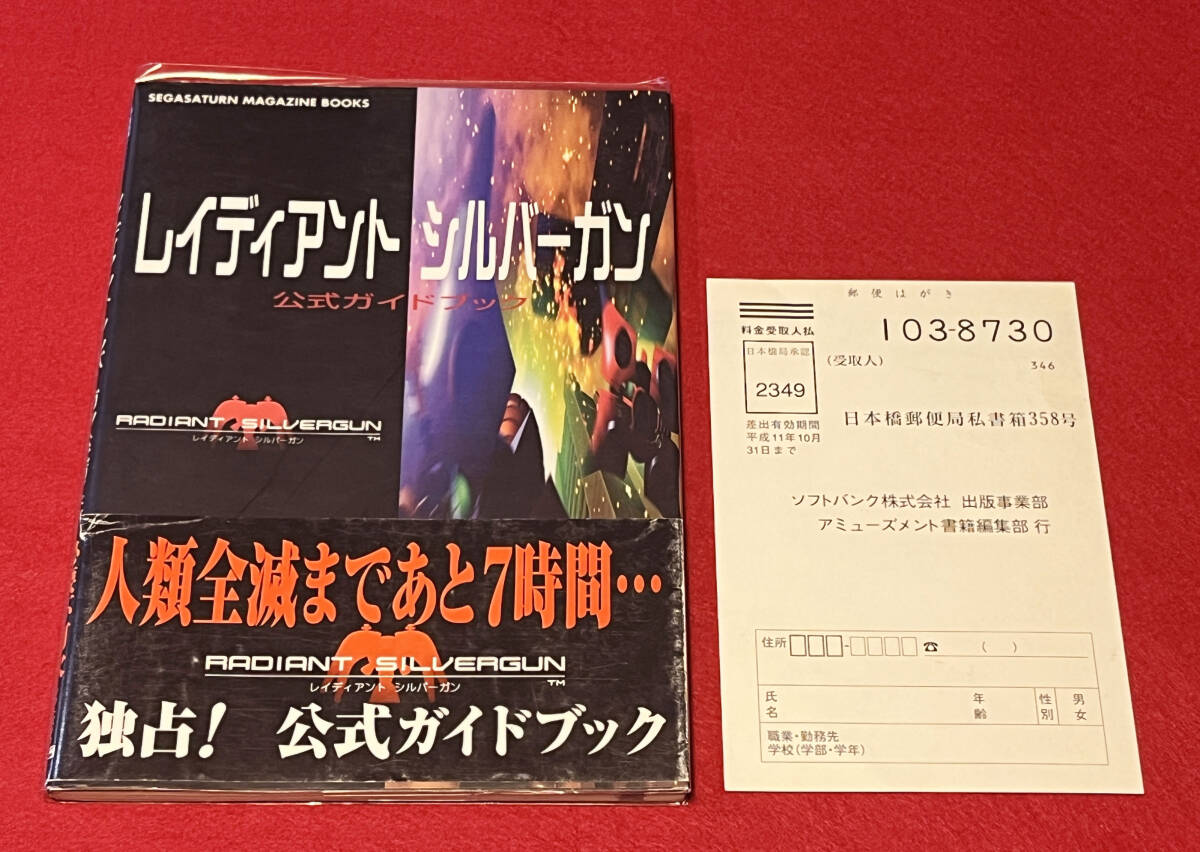 SEGASATURN MAGAZINE BOOKS
レイディアント シルバーガン
公式ガイドブック
RADIANT SILVERGUN
TM
レイディアント シルバーガン
人類全滅まであと7時間…
RADIANT SILVERGUN
TM
レイディアント シルバーガン
独占! 公式ガイドブック
郵便はがき
料金受取人払
103-8730
日本橋局承認
(受取人)
346
2349
日本橋郵便局私書箱358号
差出有効期間
平成11年10月
31日まで
ソフトバンク株式会社 出版事業部
アミューズメント書籍編集部 行
住所 □□□-□□□□ ☎ ( )
氏名
年齢
性別
男
女
職業・勤務先
学校(学部・学年)